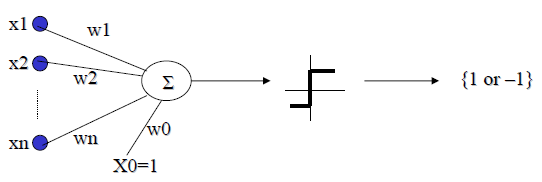 x1 w1
x2 w2
Σ {1 or –1}
xn wn w0
X0=1